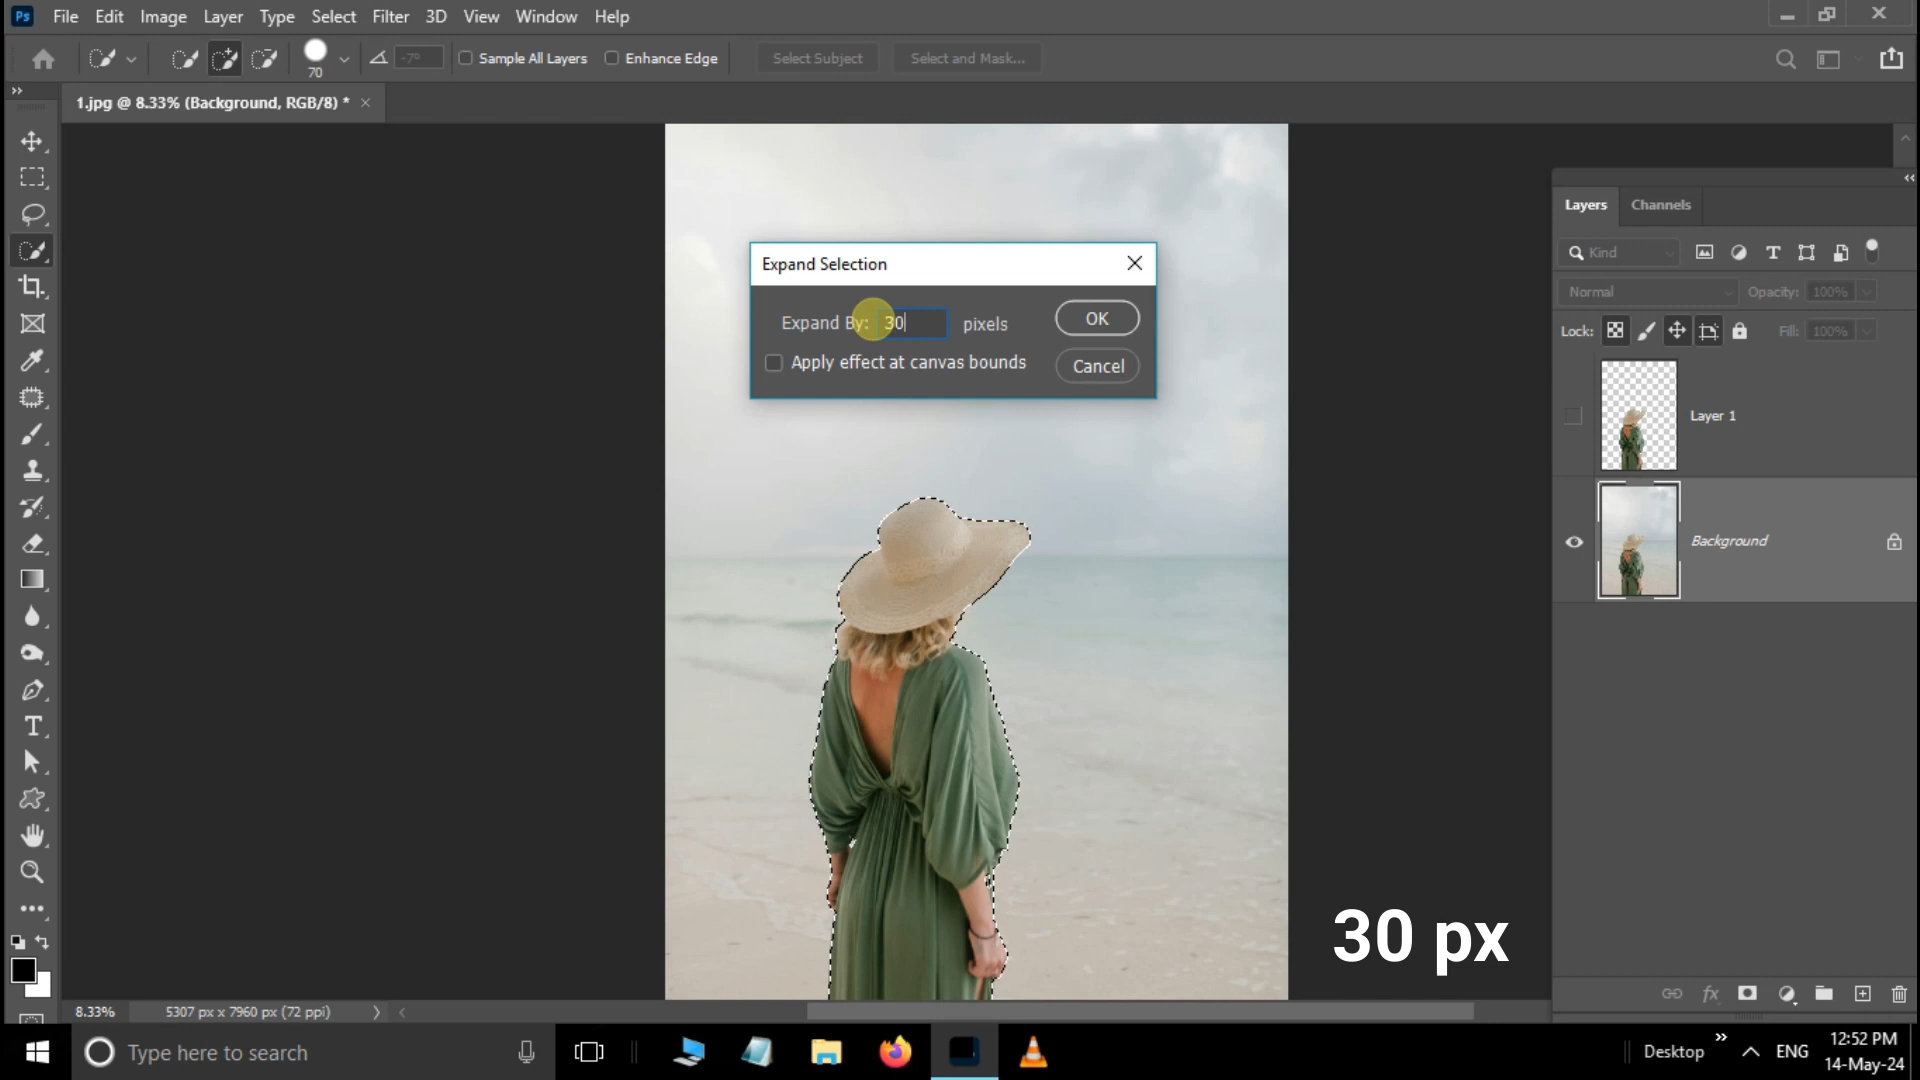 Ps File Edit Image Layer Type Select Filter 3D View Window Help
70 -7° Sample All Layers Enhance Edge Select Subject Select and Mask...
1.jpg @ 8.33% (Background, RGB/8) *
Expand Selection
Expand By: 30 pixels OK
Apply effect at canvas bounds Cancel
Layers Channels
Kind
Normal Opacity: 100%
Lock: Fill: 100%
Layer 1
Background
30 px
8.33% 5307 px x 7960 px (72 ppi)
Type here to search
Desktop ENG
12:52 PM
14-May-24